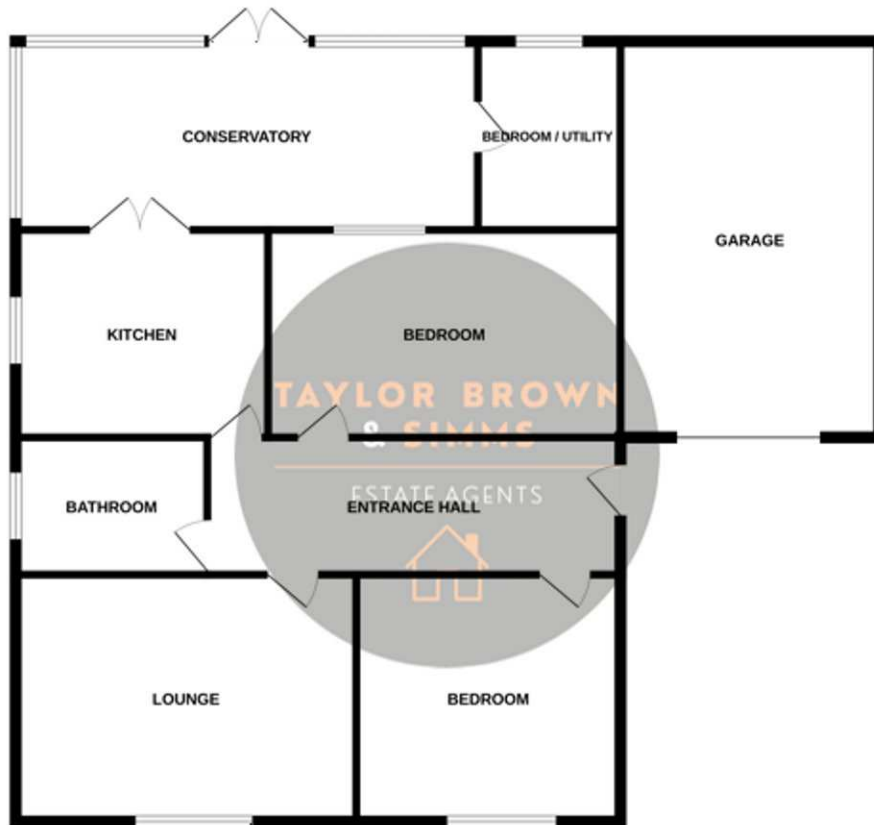 CONSERVATORY
BEDROOM / UTILITY
GARAGE
KITCHEN
BEDROOM
TAYLOR BROWN
& SIMMS
ESTATE AGENTS
BATHROOM
ENTRANCE HALL
LOUNGE
BEDROOM